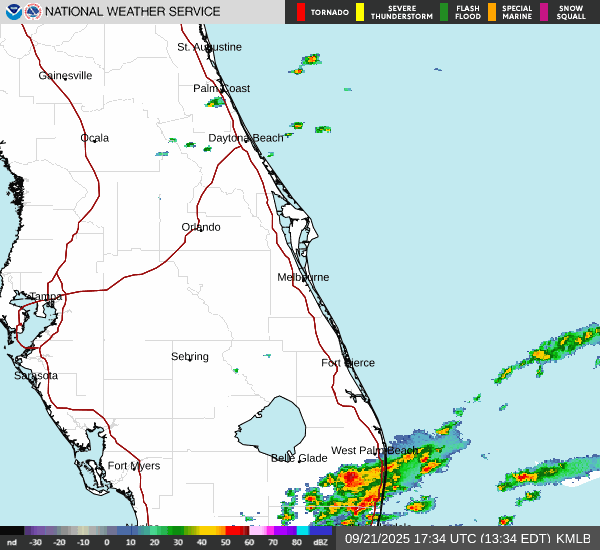 NATIONAL WEATHER SERVICE
TORNADO
SEVERE THUNDERSTORM
FLASH FLOOD
SPECIAL MARINE
SNOW SQUALL
St. Augustine
Gainesville
Palm Coast
Ocala
Daytona Beach
Orlando
Melbourne
Tampa
Sebring
Fort Pierce
Sarasota
West Palm Beach
Belle Glade
Fort Myers
nd -30 -20 -10 0 10 20 30 40 50 60 70 80 dBZ
09/21/2025 17:34 UTC (13:34 EDT) KMLB